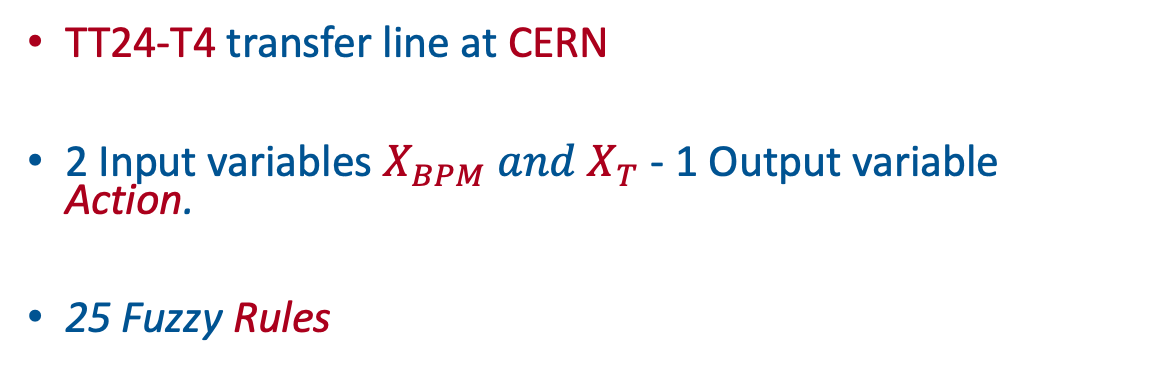 • TT24-T4 transfer line at CERN
• 2 Input variables X_BPM and X_T - 1 Output variable
Action.
• 25 Fuzzy Rules